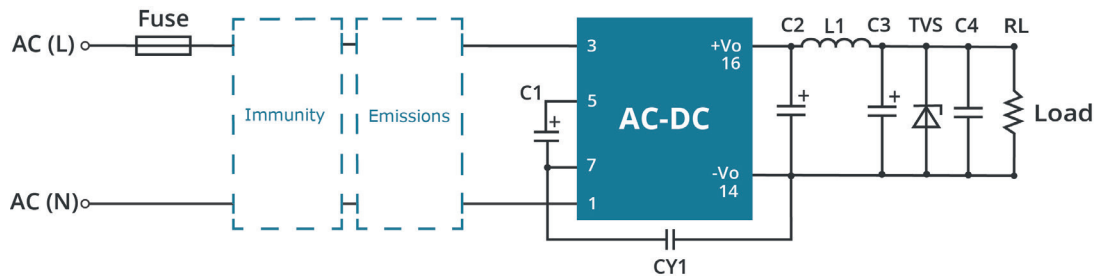 Fuse
AC (L)
Immunity
Emissions
C1
3
5
7
1
AC-DC
+Vo
16
-Vo
14
C2 L1 C3 TVS C4 RL
+
+
+
Load
AC (N)
CY1